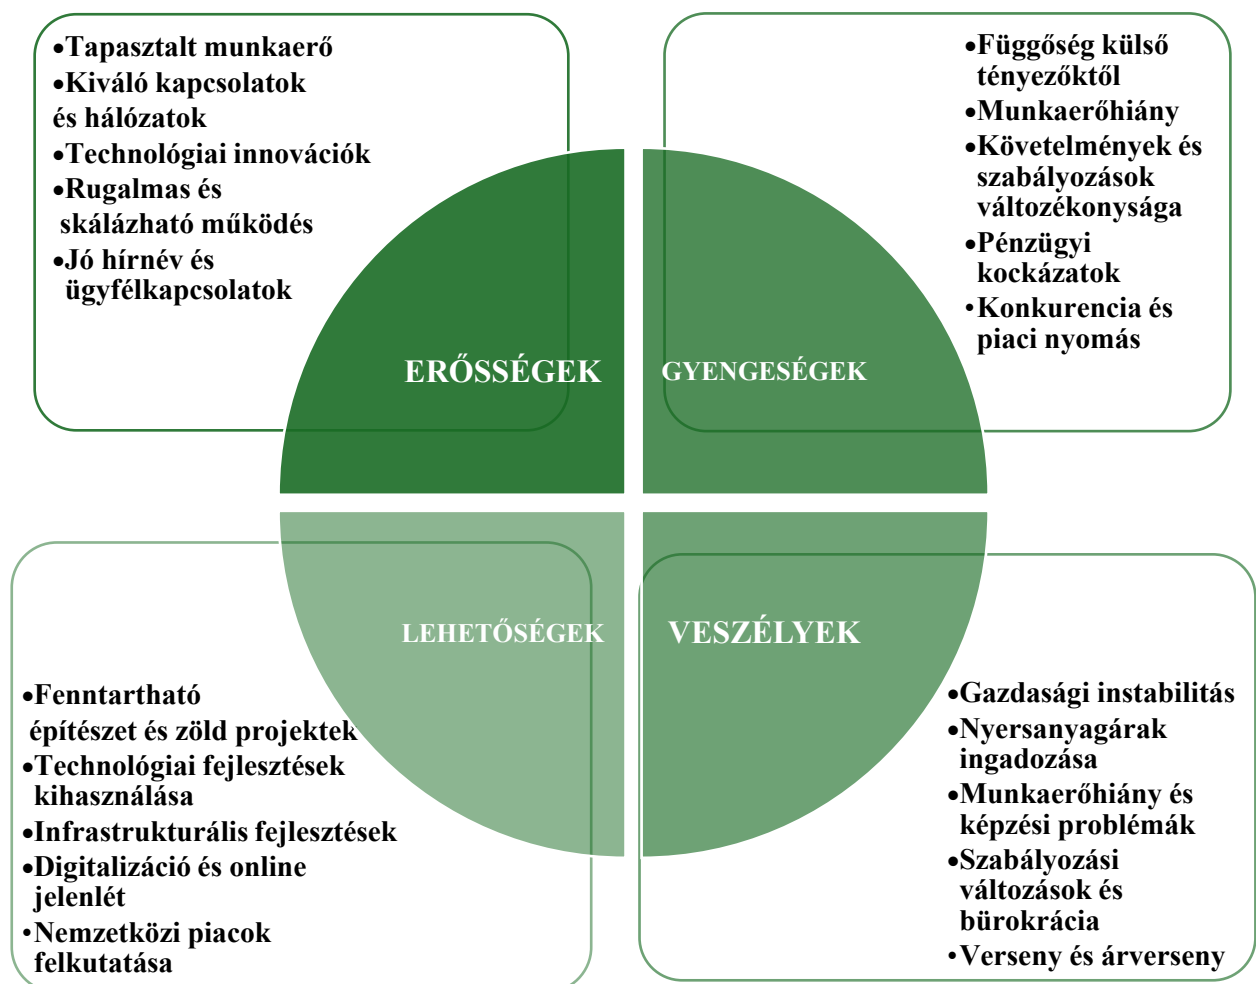 •Tapasztalt munkaerő
•Kiváló kapcsolatok
és hálózatok
•Technológiai innovációk
•Rugalmas és
skálázható működés
•Jó hírnév és
ügyfélkapcsolatok
•Függőség külső
tényezőktől
•Munkaerőhiány
•Követelmények és
szabályozások
változékonysága
•Pénzügyi
kockázatok
•Konkurencia és
piaci nyomás
ERŐSSÉGEK
GYENGESÉGEK
LEHETŐSÉGEK
VESZÉLYEK
•Fenntartható
építészet és zöld projektek
•Technológiai fejlesztések
kihasználása
•Infrastrukturális fejlesztések
•Digitalizáció és online
jelenlét
•Nemzetközi piacok
felkutatása
•Gazdasági instabilitás
•Nyersanyagárak
ingadozása
•Munkaerőhiány és
képzési problémák
•Szabályozási
változások és
bürokrácia
•Verseny és árverseny